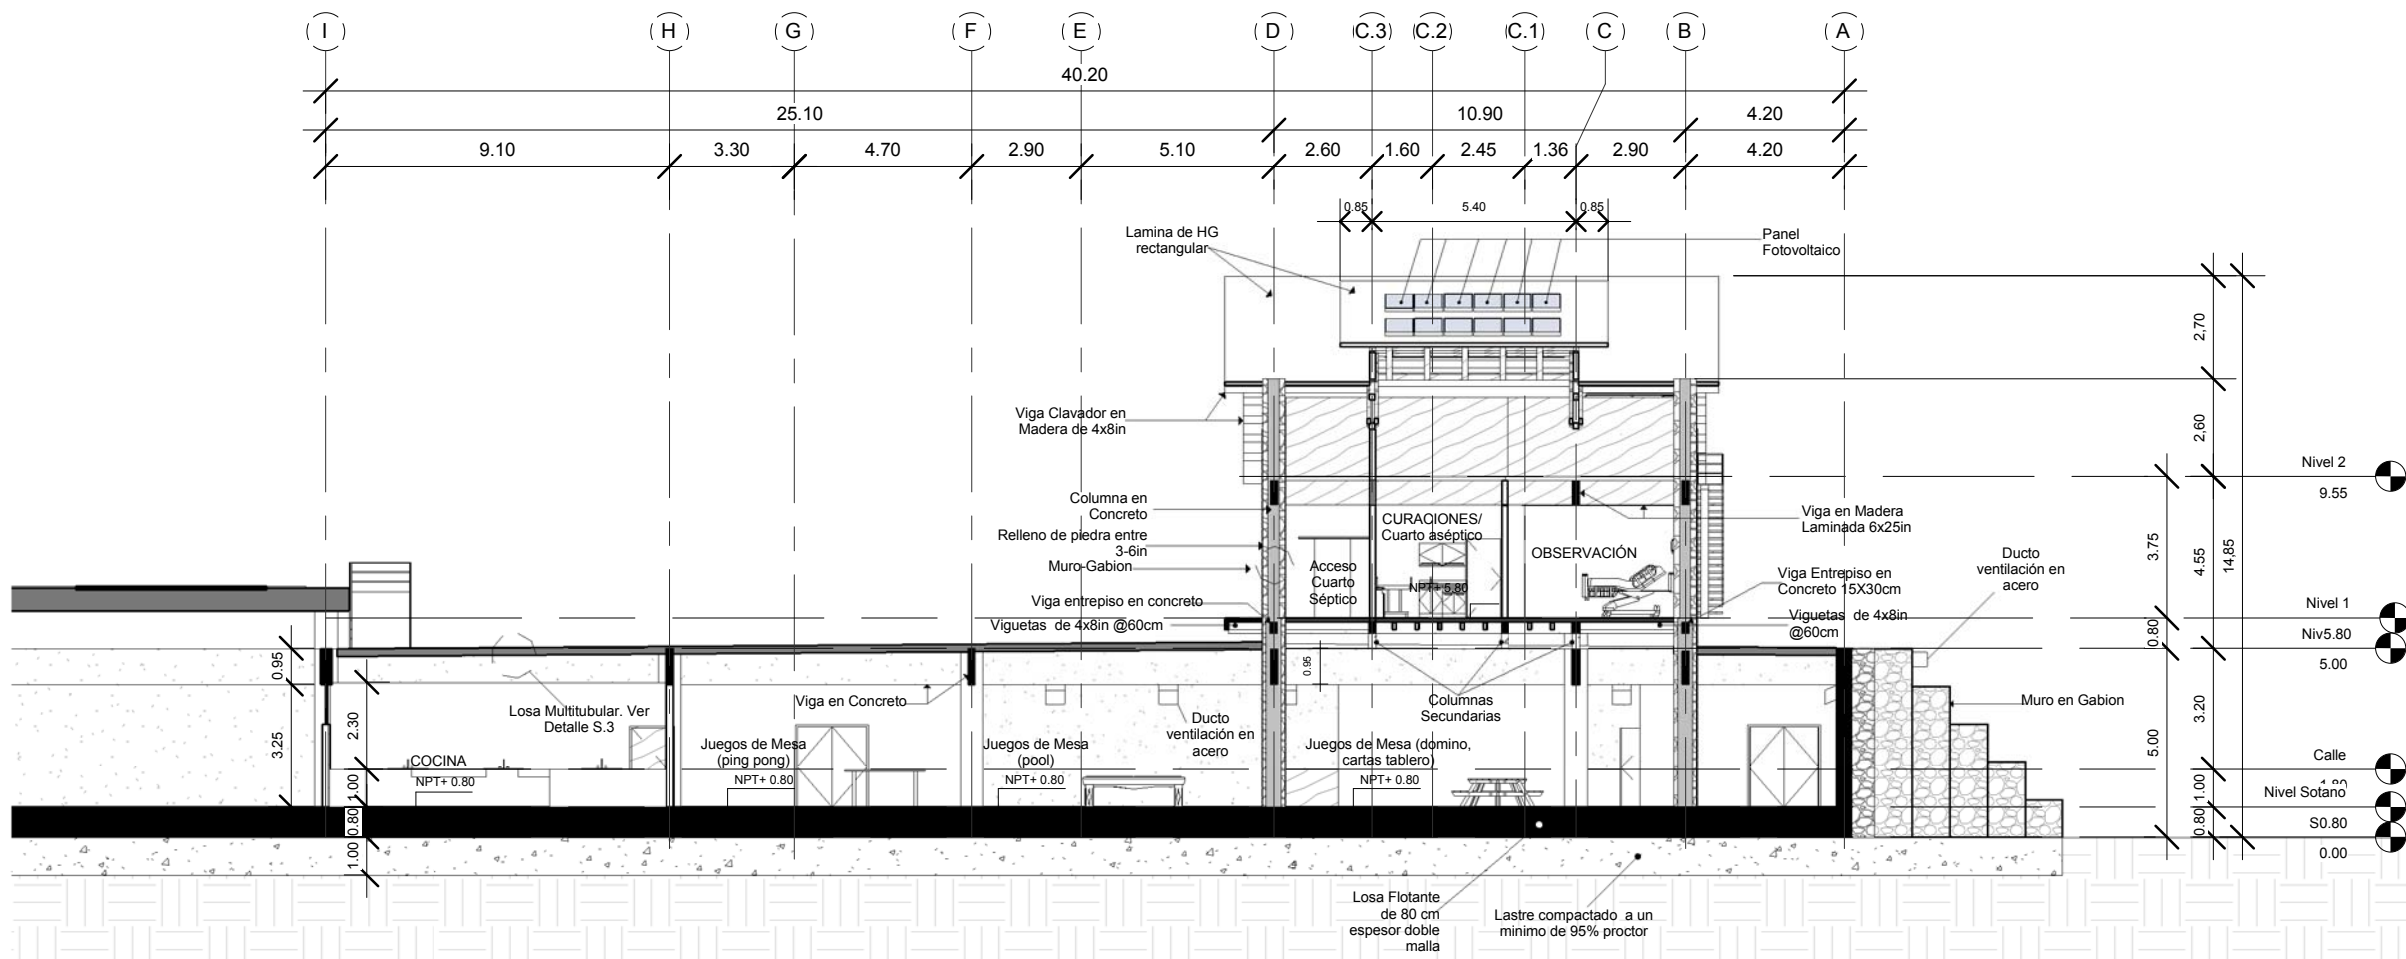 I
H
G
F
E
D
C.3
C.2
C.1
C
B
A
40.20
25.10
10.90
4.20
9.10
3.30
4.70
2.90
5.10
2.60
1.60
2.45
1.36
2.90
4.20
0.85
5.40
0.85
Lamina de HG
rectangular
Panel
Fotovoltaico
2,70
Viga Clavador en
Madera de 4x8in
2,60
Nivel 2
9.55
Columna en
Concreto
Relleno de piedra entre
3-6in
Muro-Gabion
Viga entrepiso en concreto
Viguetas de 4x8in @60cm
CURACIONES/
Cuarto aséptico
OBSERVACIÓN
Acceso
Cuarto
Séptico
NPT+ 5.80
Viga en Madera
Laminada 6x25in
Viga Entrepiso en
Concreto 15X30cm
Viguetas de 4x8in
@60cm
Ducto
ventilación en
acero
3.75
4.55
14,85
Nivel 1
Niv5.80
5.00
0.80
0.95
3.25
2.30
1.00
0.80
1.00
0.95
Losa Multitubular. Ver
Detalle S.3
Viga en Concreto
Ducto
ventilación en
acero
Columnas
Secundarias
Muro en Gabion
COCINA
NPT+ 0.80
Juegos de Mesa
(ping pong)
NPT+ 0.80
Juegos de Mesa
(pool)
NPT+ 0.80
Juegos de Mesa (domino,
cartas tablero)
NPT+ 0.80
5.00
3.20
1.00
0.80
Calle
1.80
Nivel Sotano
S0.80
0.00
Losa Flotante
de 80 cm
espesor doble
malla
Lastre compactado a un
minimo de 95% proctor